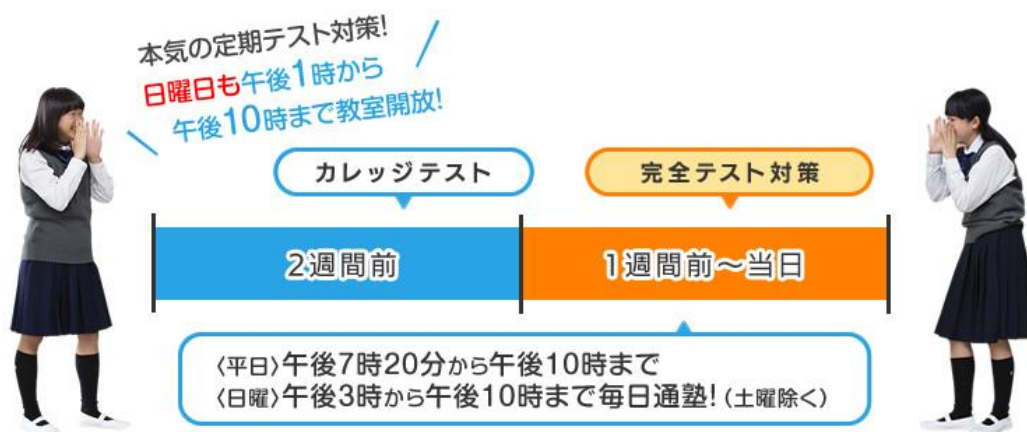 本気の定期テスト対策!
日曜日も午後1時から
午後10時まで教室開放!
カレッジテスト
完全テスト対策
2週間前
1週間前～当日
〈平日〉午後7時20分から午後10時まで
〈日曜〉午後3時から午後10時まで毎日通塾!(土曜除く)